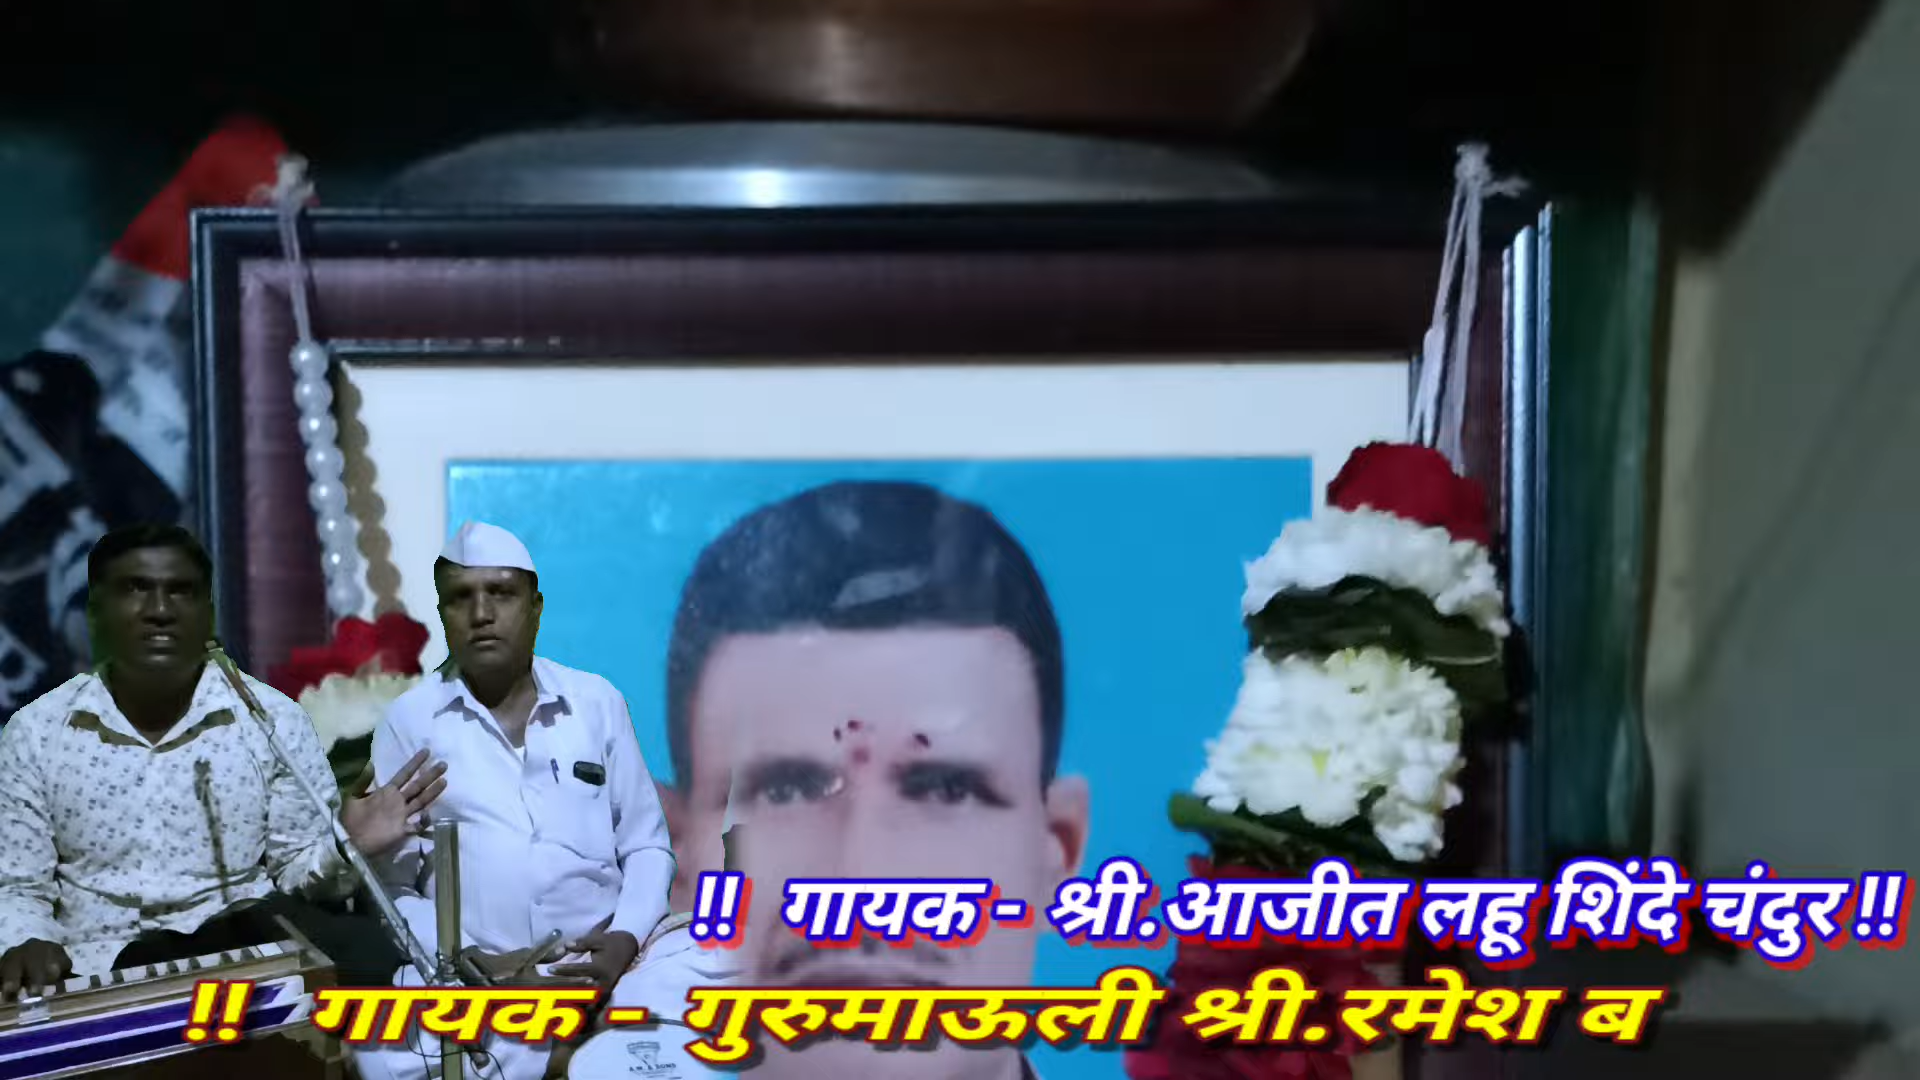 !! गायक - श्री.आजीत लहू शिंदे चंदुर !!
!! गायक - गुरुमाऊली श्री.रमेश ब